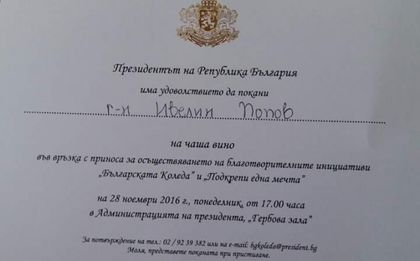 Президентът на Република България
има удоволствието да покани
г-н Ивелин Попов
на чаша вино
във връзка с приноса за осъществяването на благотворителните инициативи
„Българската Коледа” и „Подкрепи една мечта”
на 28 ноември 2016 г., понеделник, от 17.00 часа
в Администрацията на президента, „Гербова зала”
За потвърждение на тел.: 02 / 92 39 382 или на e-mail: bgkoleda@president.bg
Моля, представете поканата при пристигане.